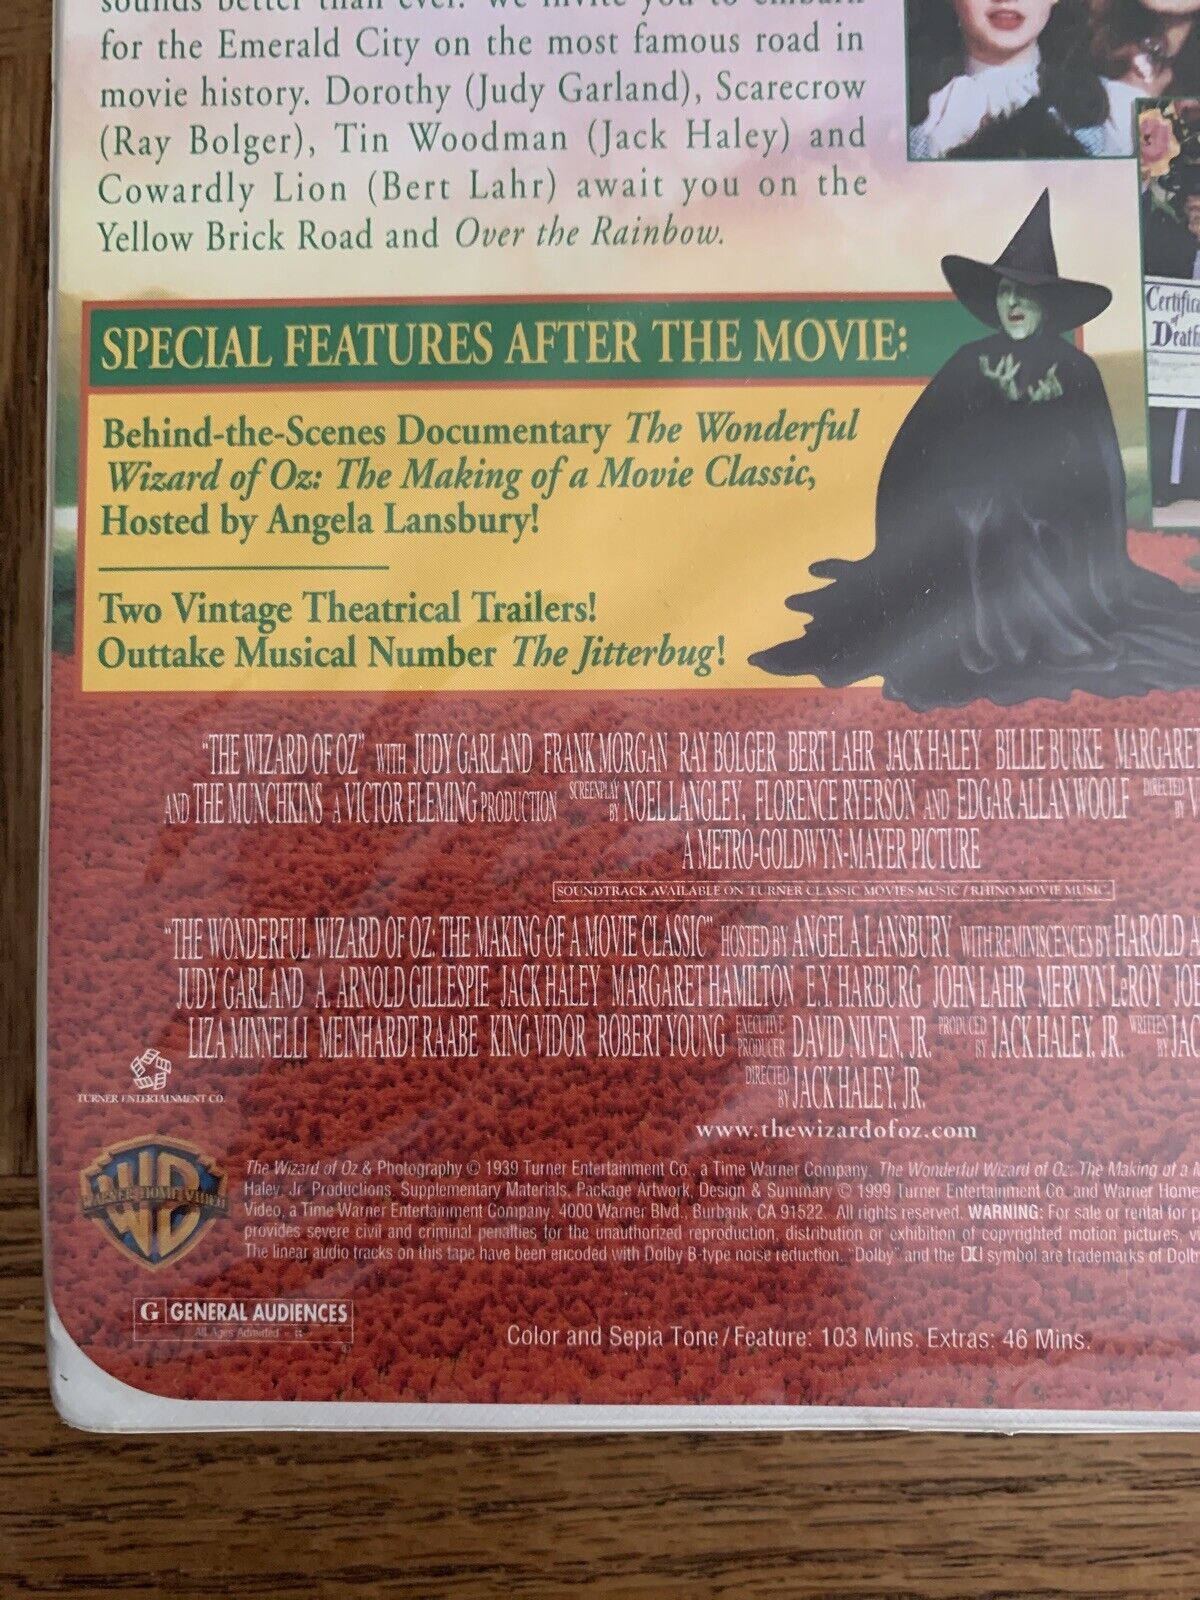 sounds better than ever. We invite you to embark
for the Emerald City on the most famous road in
movie history. Dorothy (Judy Garland), Scarecrow
(Ray Bolger), Tin Woodman (Jack Haley) and
Cowardly Lion (Bert Lahr) await you on the
Yellow Brick Road and Over the Rainbow.
Certific
of
Death
SPECIAL FEATURES AFTER THE MOVIE:
Behind-the-Scenes Documentary The Wonderful
Wizard of Oz: The Making of a Movie Classic,
Hosted by Angela Lansbury!
Two Vintage Theatrical Trailers!
Outtake Musical Number The Jitterbug!
"THE WIZARD OF OZ" WITH JUDY GARLAND FRANK MORGAN RAY BOLGER BERT LAHR JACK HALEY BILLIE BURKE MARGARET
AND THE MUNCHKINS A VICTOR FLEMING PRODUCTION SCREENPLAY BY NOEL LANGLEY, FLORENCE RYERSON AND EDGAR ALLAN WOOLF DIRECTED BY
A METRO-GOLDWYN-MAYER PICTURE
SOUNDTRACK AVAILABLE ON TURNER CLASSIC MOVIES MUSIC / RHINO MOVIE MUSIC.
"THE WONDERFUL WIZARD OF OZ: THE MAKING OF A MOVIE CLASSIC" HOSTED BY ANGELA LANSBURY WITH REMINISCENCES BY HAROLD
JUDY GARLAND A. ARNOLD GILLESPIE JACK HALEY MARGARET HAMILTON E.Y. HARBURG JOHN LAHR MERVYN LeROY JO
LIZA MINNELLI MEINHARDT RAABE KING VIDOR ROBERT YOUNG EXECUTIVE PRODUCER DAVID NIVEN, JR. PRODUCED BY JACK HALEY, JR. WRITTEN BY JAC
DIRECTED BY JACK HALEY, JR.
TURNER ENTERTAINMENT CO.
www.thewizardofoz.com
WARNER HOME VIDEO
The Wizard of Oz & Photography © 1939 Turner Entertainment Co., a Time Warner Company. The Wonderful Wizard of Oz: The Making of a
Haley, Jr. Productions, Supplementary Materials, Package Artwork, Design & Summary © 1999 Turner Entertainment Co. and Warner Home
Video, a Time Warner Entertainment Company. 4000 Warner Blvd., Burbank, CA 91522. All rights reserved. WARNING: For sale or rental for p
provides severe civil and criminal penalties for the unauthorized reproduction, distribution or exhibition of copyrighted motion pictures, v
The linear audio tracks on this tape have been encoded with Dolby B-type noise reduction. "Dolby" and the symbol are trademarks of Dolb
G GENERAL AUDIENCES
All Ages Admitted
Color and Sepia Tone/Feature: 103 Mins. Extras: 46 Mins.